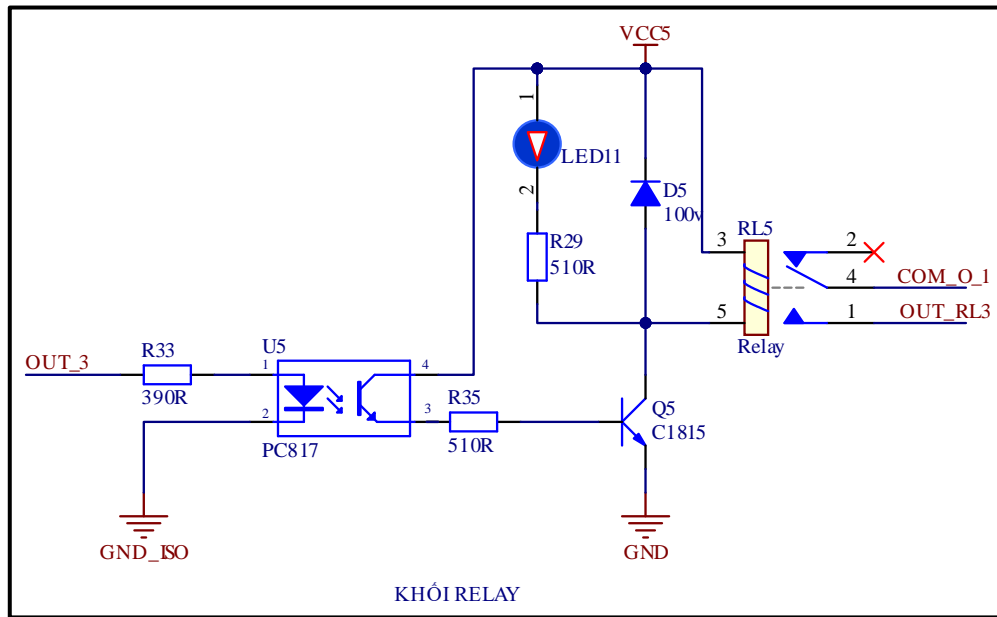 VCC5
1
LED11
2
D5
100v
R29
510R
RL5
3
2
4
COM_O_1
5
1
OUT_RL3
Relay
OUT_3
R33
390R
U5
1
4
2
3
PC817
R35
510R
Q5
C1815
GND_ISO
GND
KHỐI RELAY